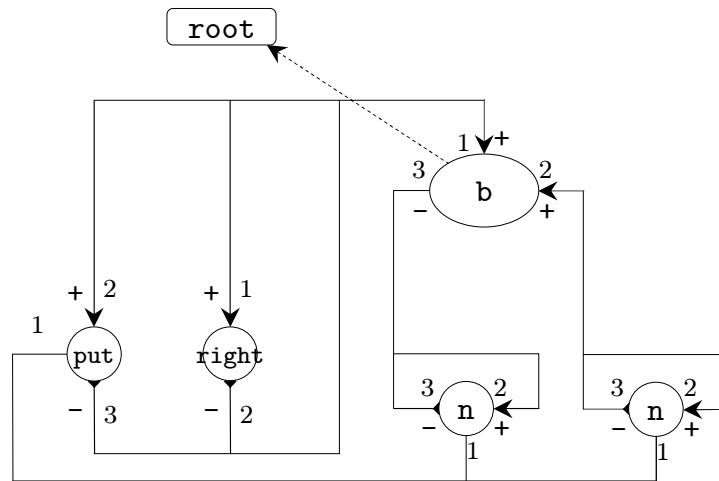 root
1 +
3 2
b
- +
+ 2 + 1
1
put right
3 2 3 2
n n
- 3 - 2 - + - +
1 1